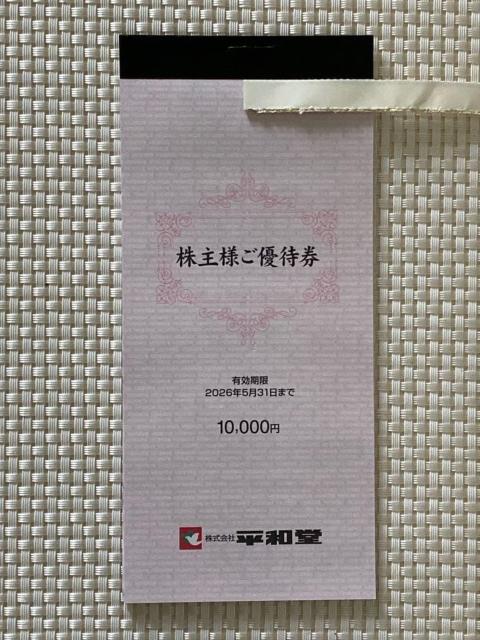 株主様ご優待券
有効期限
2026年5月31日まで
10,000円
株式会社 平和堂